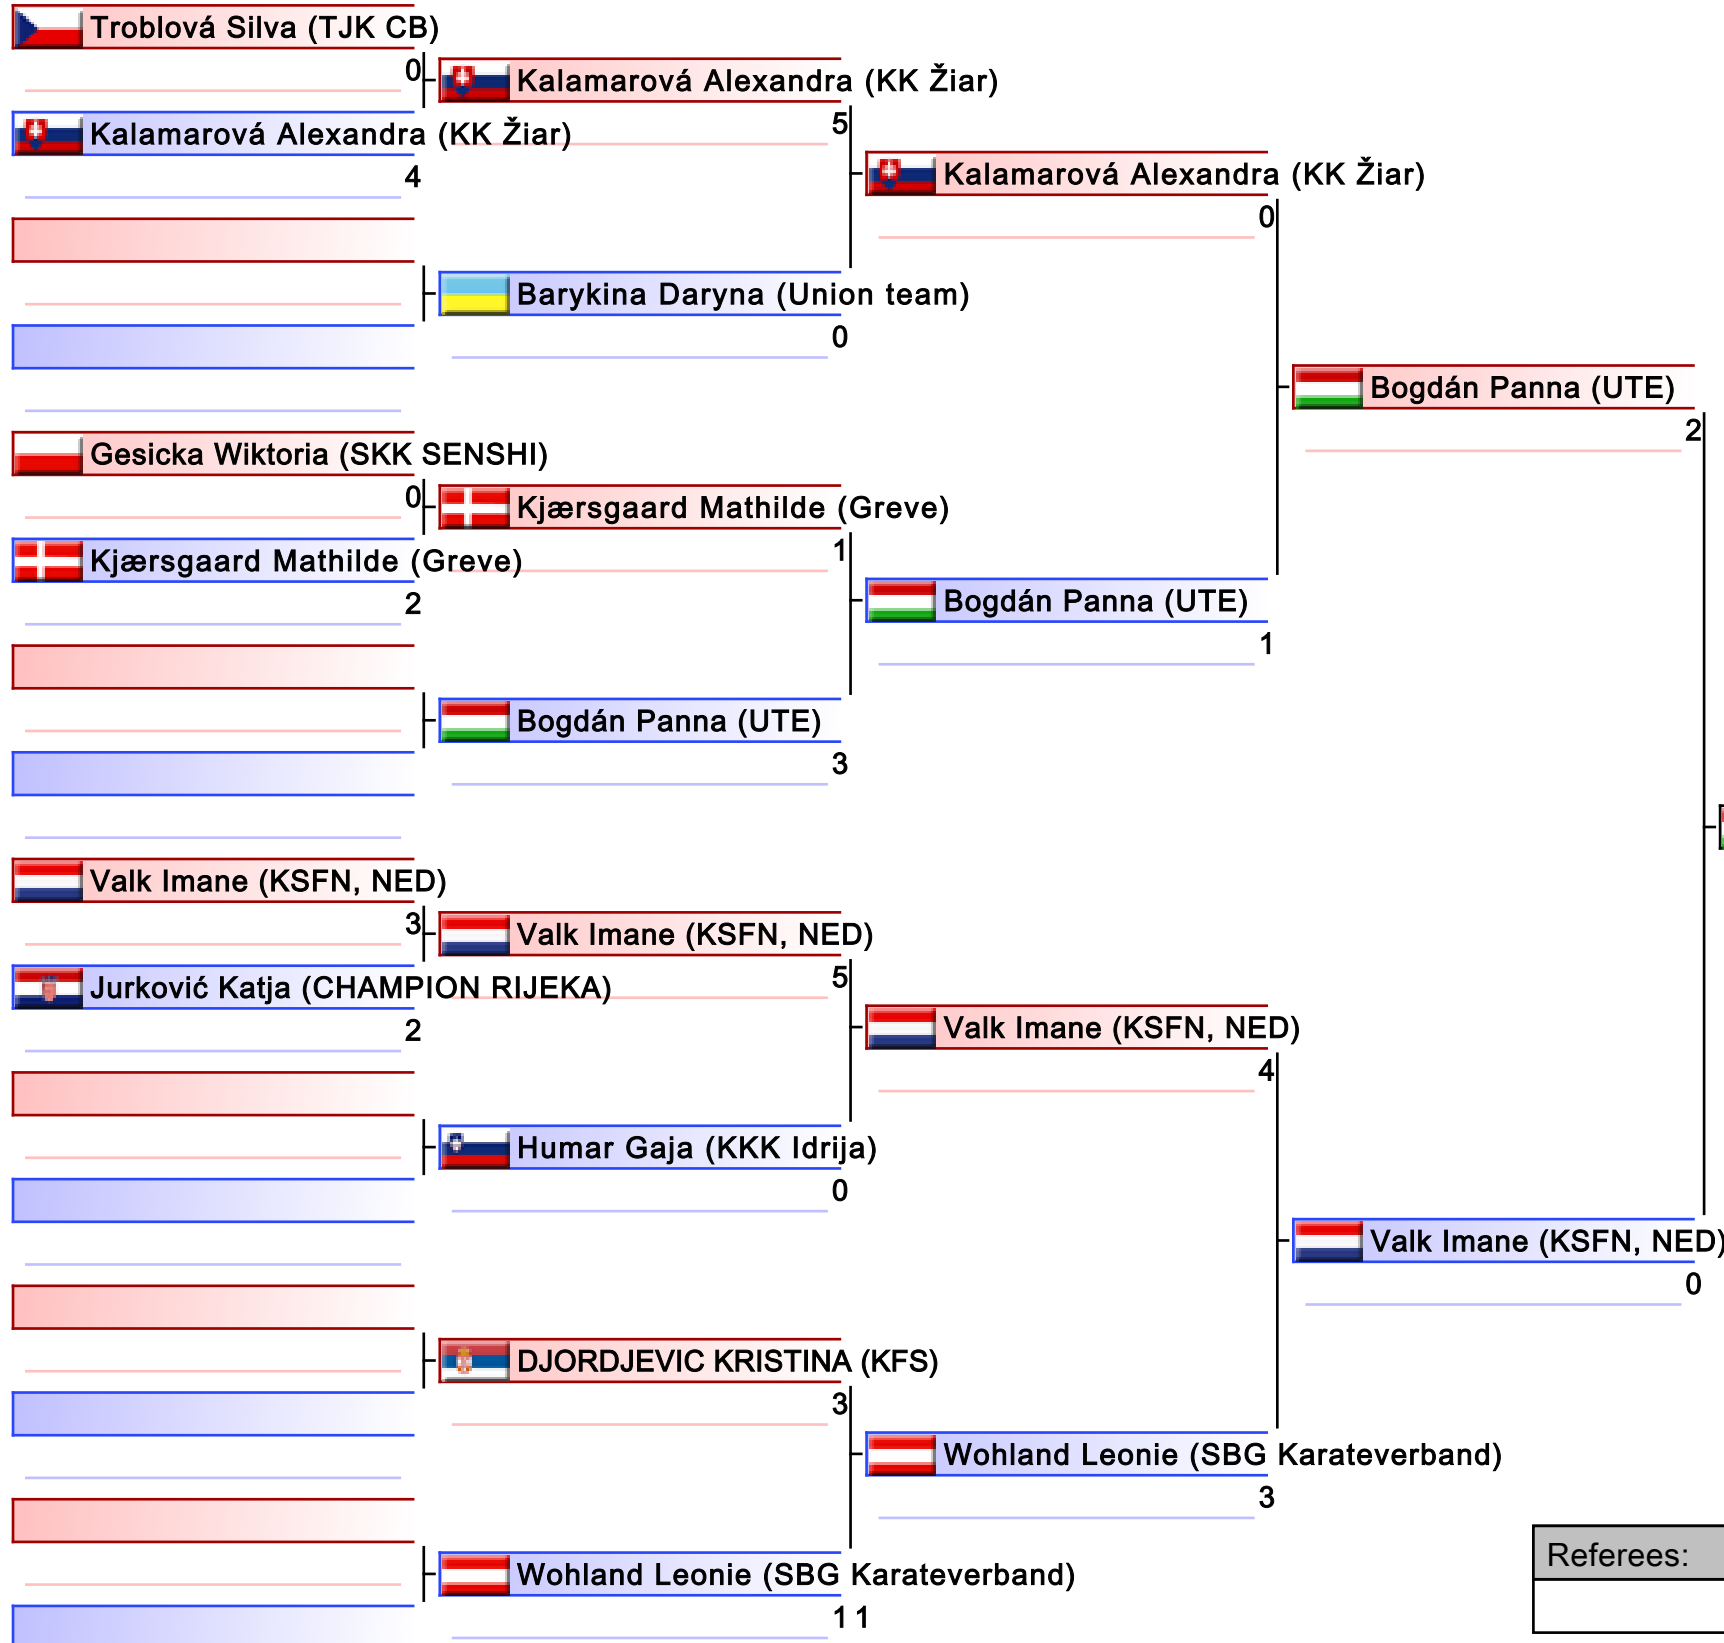 Troblová Silva (TJK CB)
0
Kalamarová Alexandra (KK Žiar)
5
Kalamarová Alexandra (KK Žiar)
4
Kalamarová Alexandra (KK Žiar)
0
Barykina Daryna (Union team)
0
Bogdán Panna (UTE)
2
Gesicka Wiktoria (SKK SENSHI)
0
Kjærsgaard Mathilde (Greve)
1
Kjærsgaard Mathilde (Greve)
2
Bogdán Panna (UTE)
1
Bogdán Panna (UTE)
3
Valk Imane (KSFN, NED)
3
Valk Imane (KSFN, NED)
5
Jurković Katja (CHAMPION RIJEKA)
2
Valk Imane (KSFN, NED)
4
Humar Gaja (KKK Idrija)
0
Valk Imane (KSFN, NED)
0
DJORDJEVIC KRISTINA (KFS)
3
Wohland Leonie (SBG Karateverband)
3
Wohland Leonie (SBG Karateverband)
11
Referees: